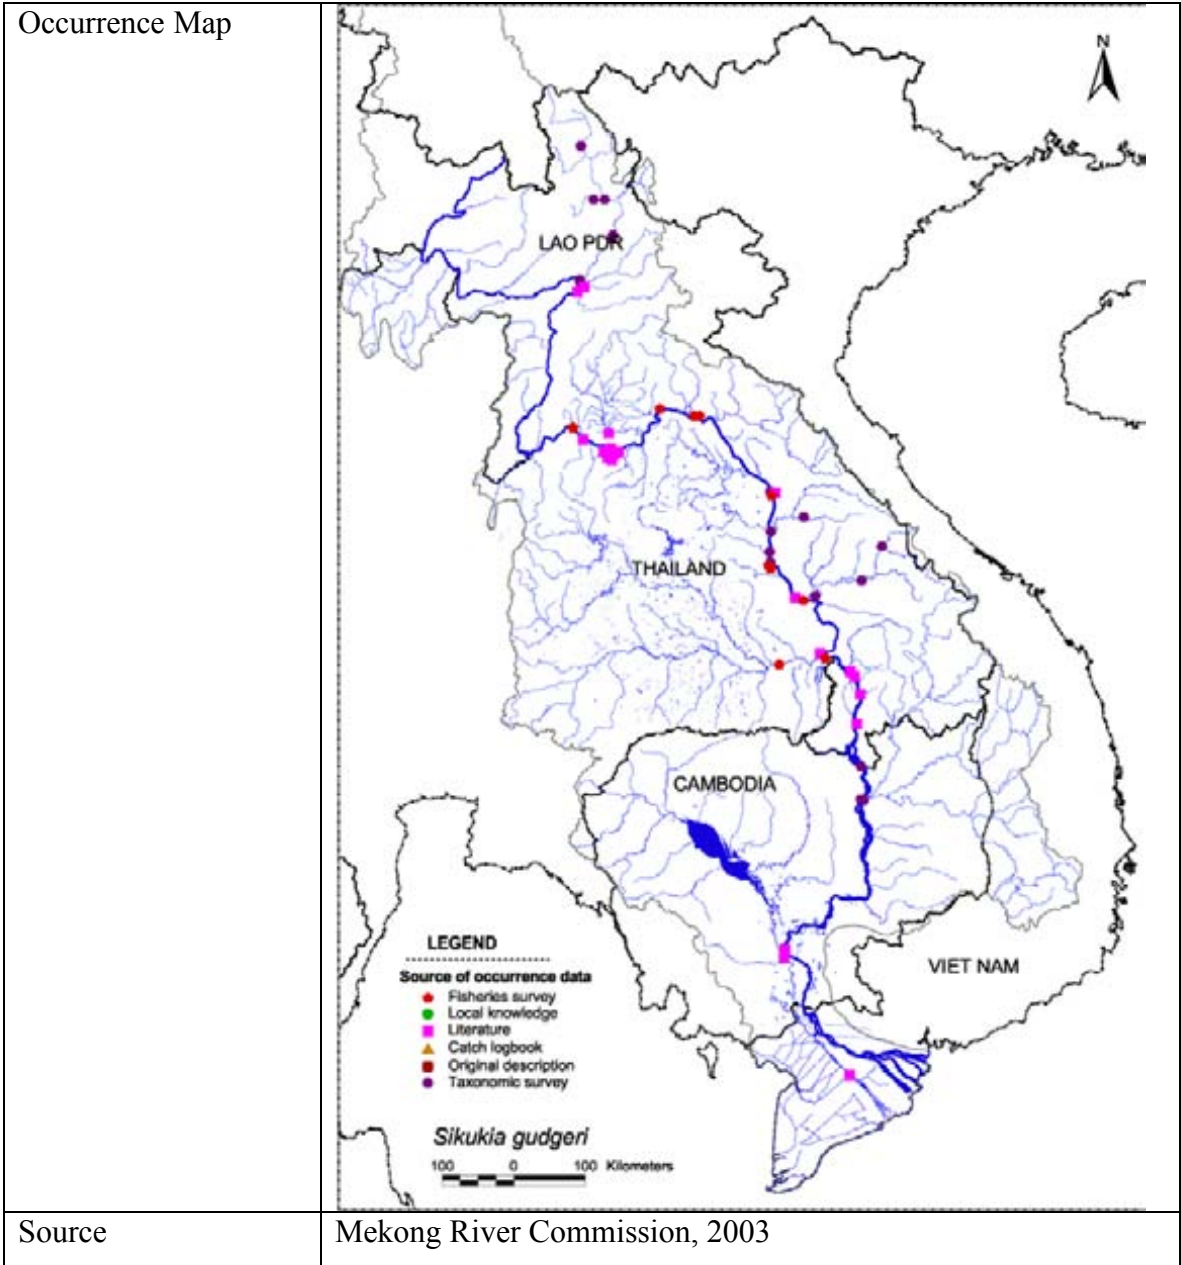 Occurrence Map
N
LAO PDR
THAILAND
CAMBODIA
VIET NAM
LEGEND
Source of occurrence data
Fisheries survey
Local knowledge
Literature
Catch logbook
Original description
Taxonomic survey
Sikukia gudgeri
100 0 100 Kilometers
Source
Mekong River Commission, 2003